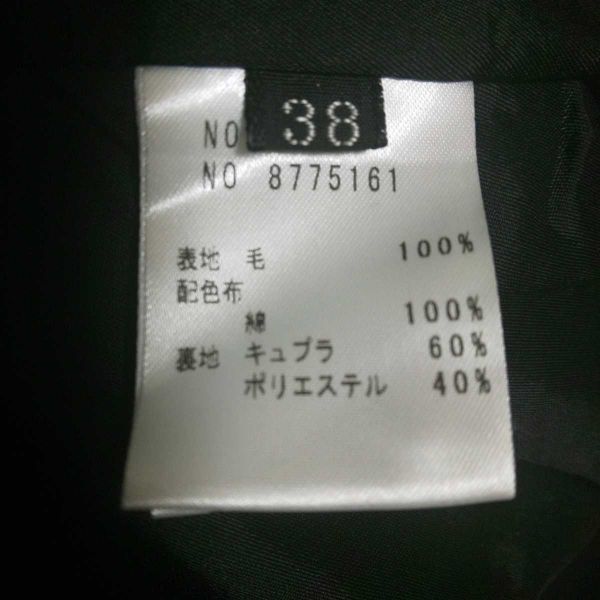 38
NO
NO 8775161
表地 毛 100%
配色布
綿 100%
裏地 キュプラ 60%
ポリエステル 40%